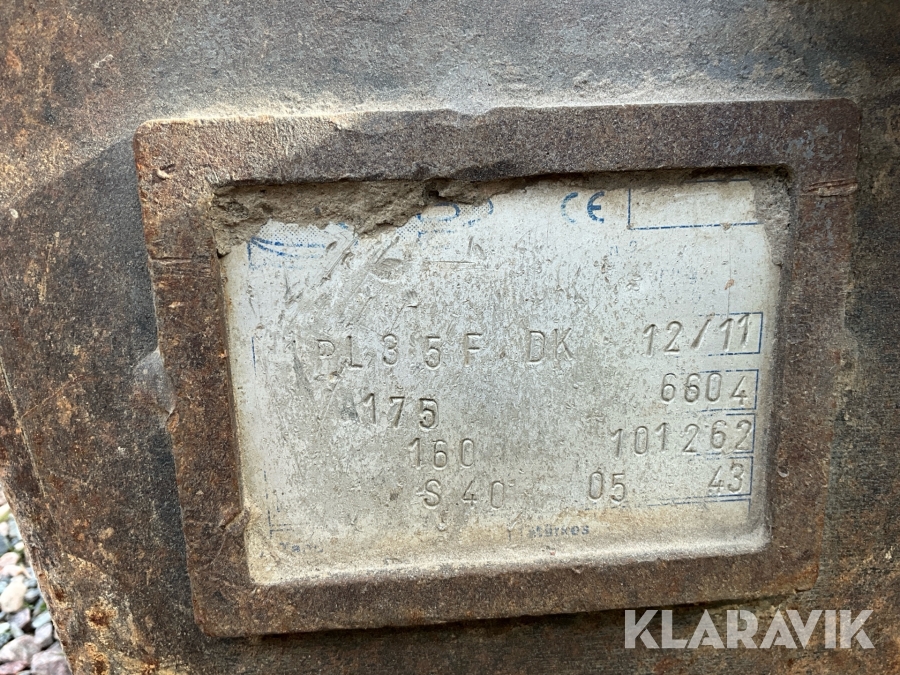 CE
PL35F DK 12/11
175 6604
160 101262
S40 05 43
KLARAVIK